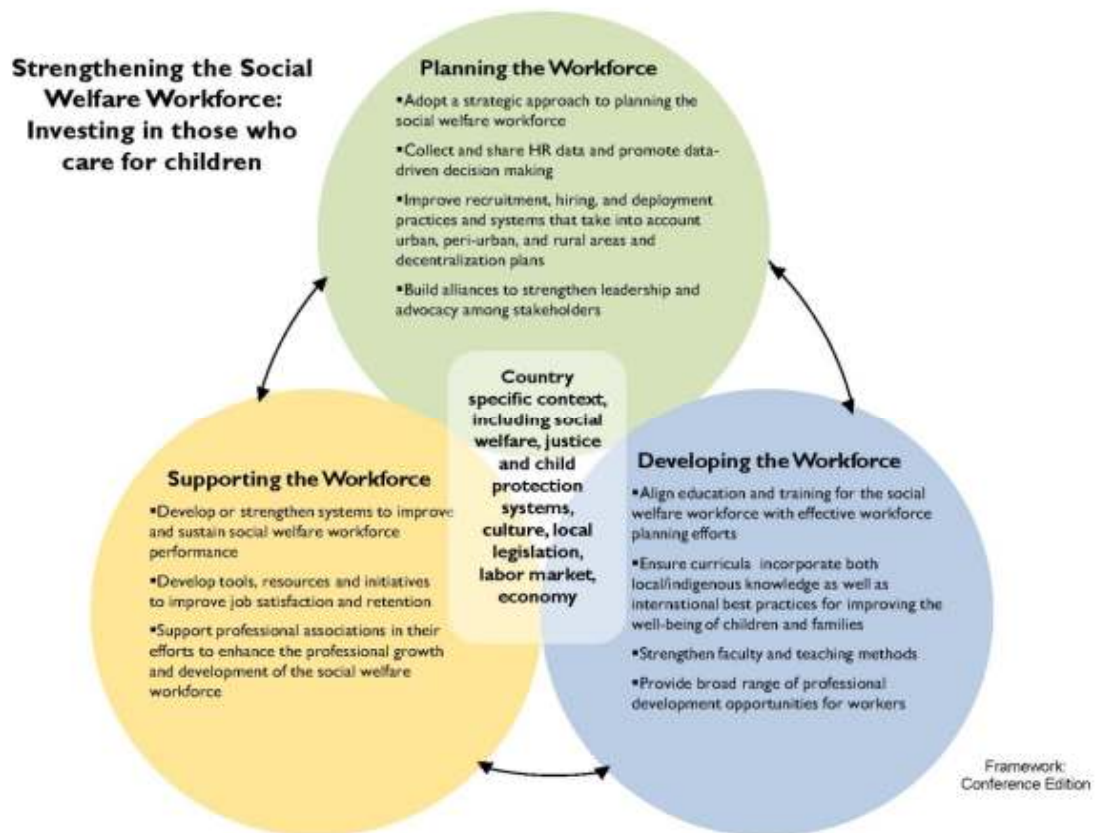 Strengthening the Social
Welfare Workforce:
Investing in those who
care for children
Planning the Workforce
▪Adopt a strategic approach to planning the
social welfare workforce
▪Collect and share HR data and promote data-
driven decision making
▪Improve recruitment, hiring, and deployment
practices and systems that take into account
urban, peri-urban, and rural areas and
decentralization plans
▪Build alliances to strengthen leadership and
advocacy among stakeholders
Country
specific context,
including social
welfare, justice
and child
protection
systems,
culture, local
legislation,
labor market,
economy
Supporting the Workforce
▪Develop or strengthen systems to improve
and sustain social welfare workforce
performance
▪Develop tools, resources and initiatives
to improve job satisfaction and retention
▪Support professional associations in their
efforts to enhance the professional growth
and development of the social welfare
workforce
Developing the Workforce
▪Align education and training for the social
welfare workforce with effective workforce
planning efforts
▪Ensure curricula incorporate both
local/indigenous knowledge as well as
international best practices for improving the
well-being of children and families
▪Strengthen faculty and teaching methods
▪Provide broad range of professional
development opportunities for workers
Framework:
Conference Edition